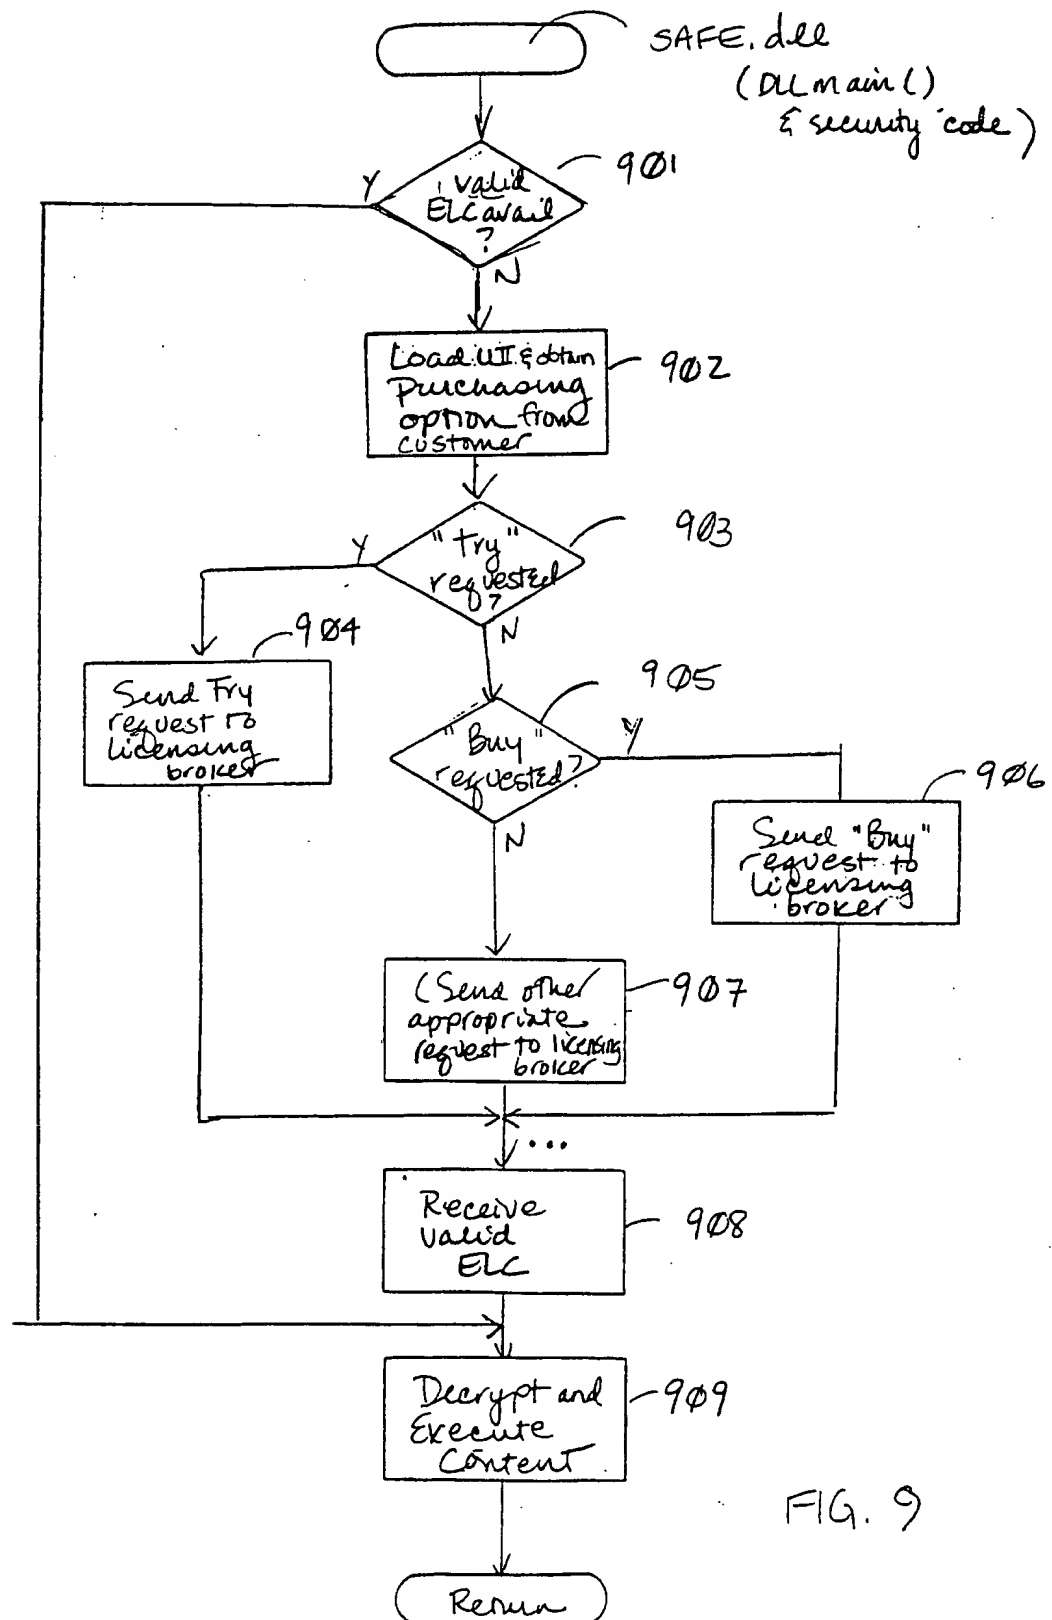 SAFE.dll
(DLLmain()
& security code)
901
Y
valid
ELC avail
?
N
Load UI & obtain
purchasing
option from
customer
902
903
"Try"
requested
?
Y
N
904
Send Try
request to
licensing
broker
905
"Buy"
requested?
Y
N
906
Send "Buy"
request to
licensing
broker
(Send other
appropriate
request to licensing
broker
907
...
Receive
valid
ELC
908
Decrypt and
Execute
Content
909
FIG. 9
Return